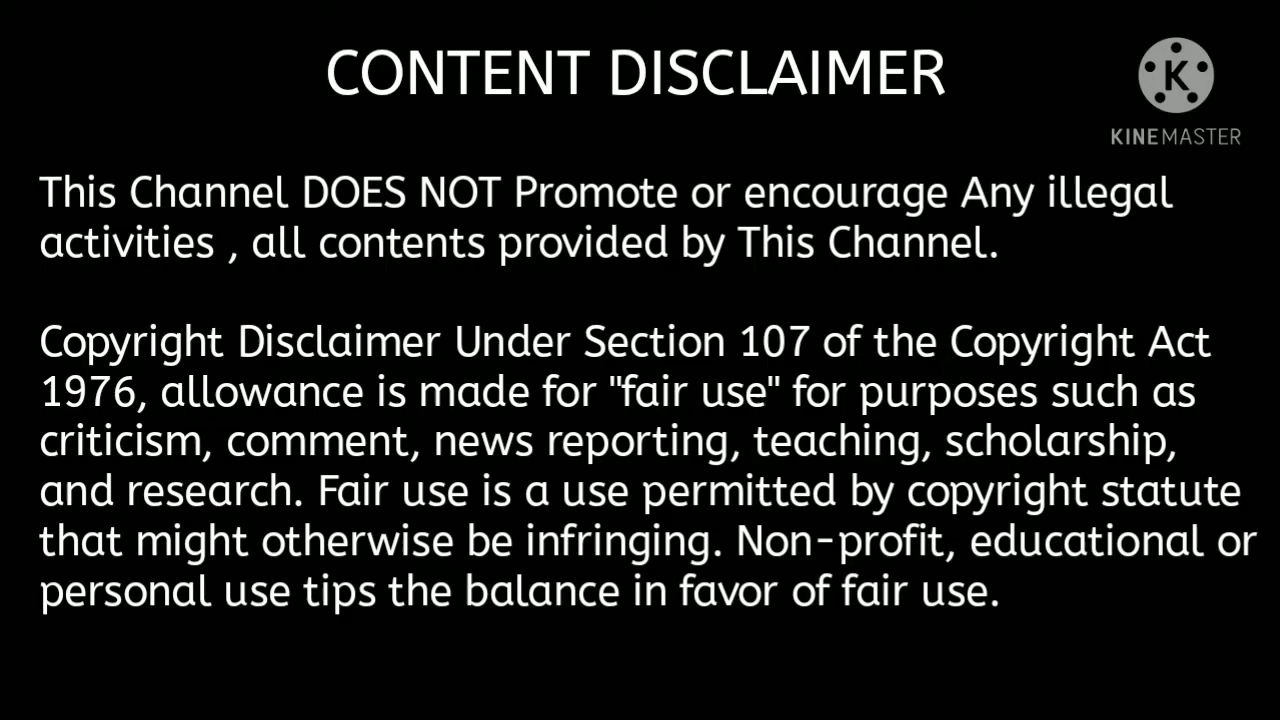 CONTENT DISCLAIMER
K
KINEMASTER
This Channel DOES NOT Promote or encourage Any illegal
activities , all contents provided by This Channel.
Copyright Disclaimer Under Section 107 of the Copyright Act
1976, allowance is made for "fair use" for purposes such as
criticism, comment, news reporting, teaching, scholarship,
and research. Fair use is a use permitted by copyright statute
that might otherwise be infringing. Non-profit, educational or
personal use tips the balance in favor of fair use.